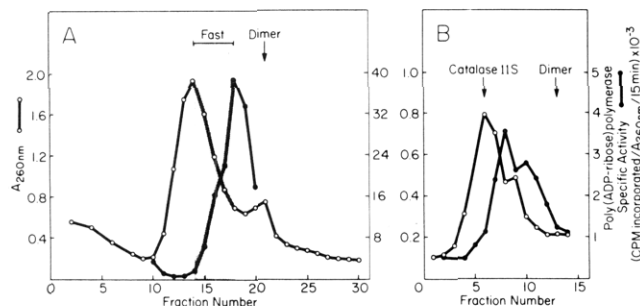 A
Fast
Dimer
2.0
1.6
1.2
0.8
0.4
40
36
32
28
24
16
8
0
10
20
30
Fraction Number
A260nm
B
Catalase 11S
Dimer
1.0
0.8
0.6
0.4
0.2
5
4
3
2
1
0
5
10
15
Fraction Number
Poly(ADP-ribose)polymerase
Specific Activity
(CPM incorporated/A260nm/15min)x10-3